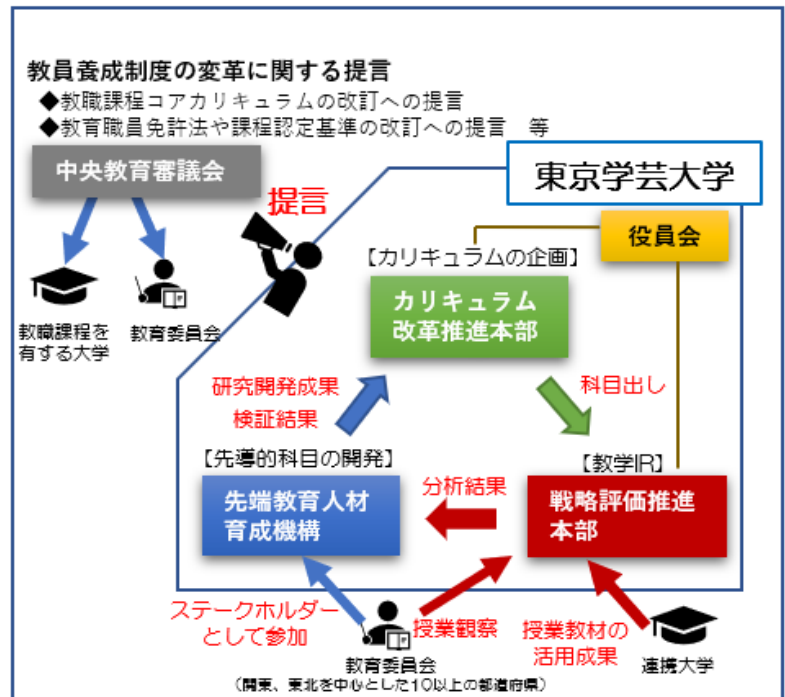 教員養成制度の変革に関する提言
◆教職課程コアカリキュラムの改訂への提言
◆教育職員免許法や課程認定基準の改訂への提言　等
中央教育審議会
東京学芸大学
提言
役員会
【カリキュラムの企画】
カリキュラム
改革推進本部
教職課程を
有する大学
教育委員会
研究開発成果
検証結果
科目出し
【先導的科目の開発】
【教学IR】
先端教育人材
育成機構
分析結果
戦略評価推進
本部
ステークホルダー
として参加
授業観察
授業教材の
活用成果
教育委員会
（関東、東北を中心とした10以上の都道府県）
連携大学